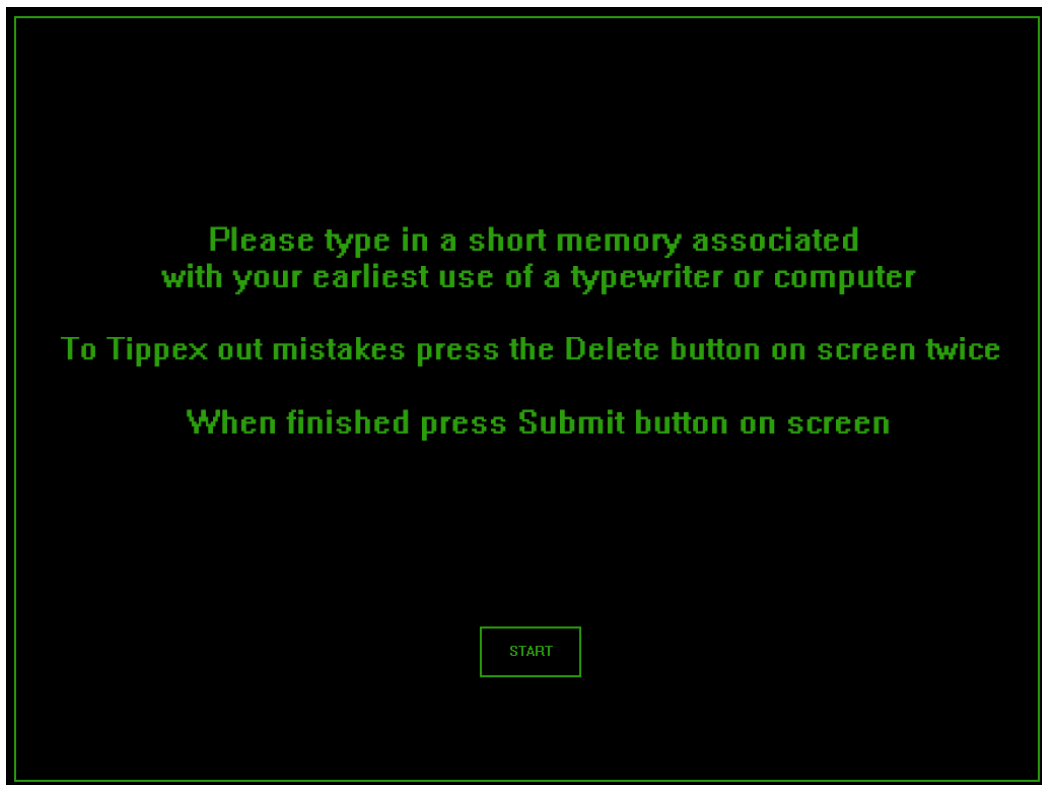 Please type in a short memory associated
with your earliest use of a typewriter or computer
To Tippex out mistakes press the Delete button on screen twice
When finished press Submit button on screen
START